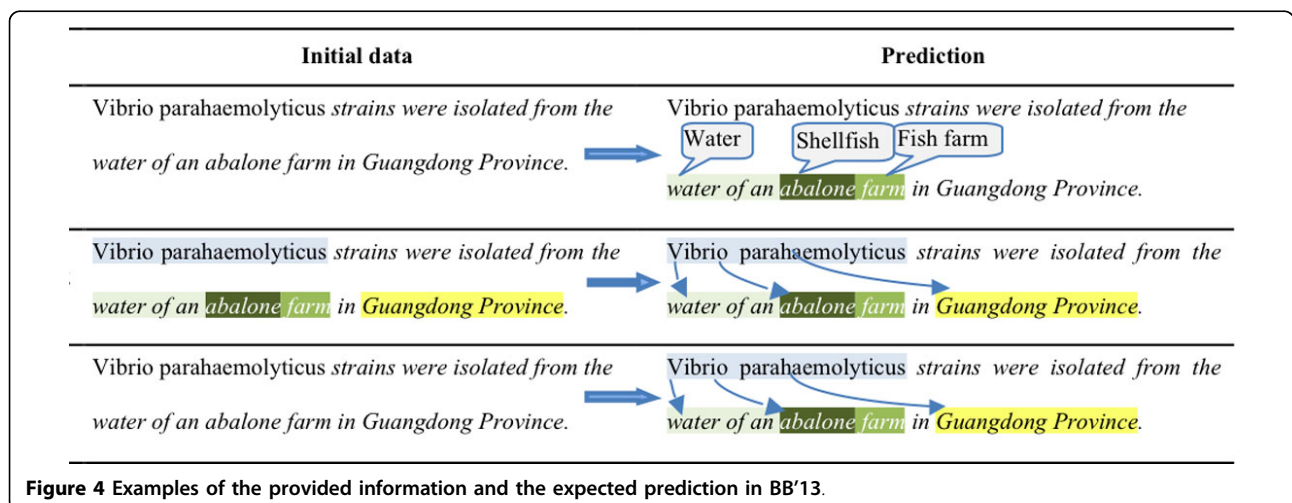 Initial data
Prediction
Vibrio parahaemolyticus strains were isolated from the
water of an abalone farm in Guangdong Province.
Vibrio parahaemolyticus strains were isolated from the
Water
Shellfish
Fish farm
water of an abalone farm in Guangdong Province.
Vibrio parahaemolyticus strains were isolated from the
water of an abalone farm in Guangdong Province.
Vibrio parahaemolyticus strains were isolated from the
water of an abalone farm in Guangdong Province.
Vibrio parahaemolyticus strains were isolated from the
water of an abalone farm in Guangdong Province.
Vibrio parahaemolyticus strains were isolated from the
water of an abalone farm in Guangdong Province.
Figure 4 Examples of the provided information and the expected prediction in BB'13.